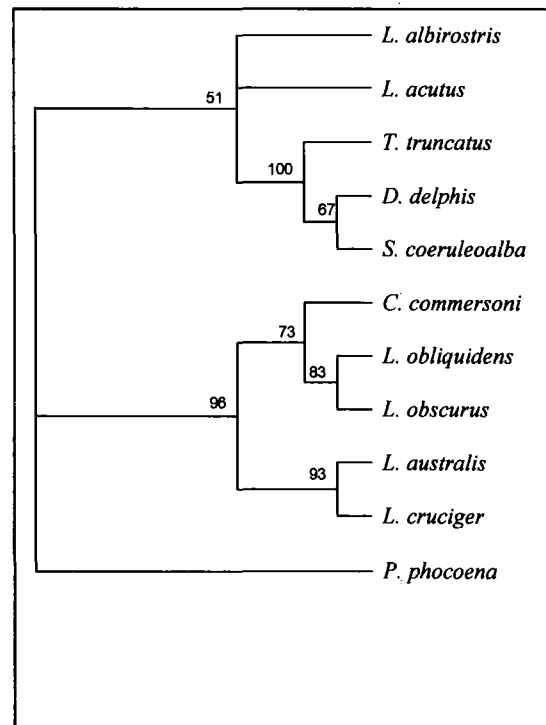 L. albirostris
51
L. acutus
T. truncatus
100
D. delphis
67
S. coeruleoalba
C. commersoni
73
L. obliquidens
83
L. obscurus
96
L. australis
93
L. cruciger
P. phocoena